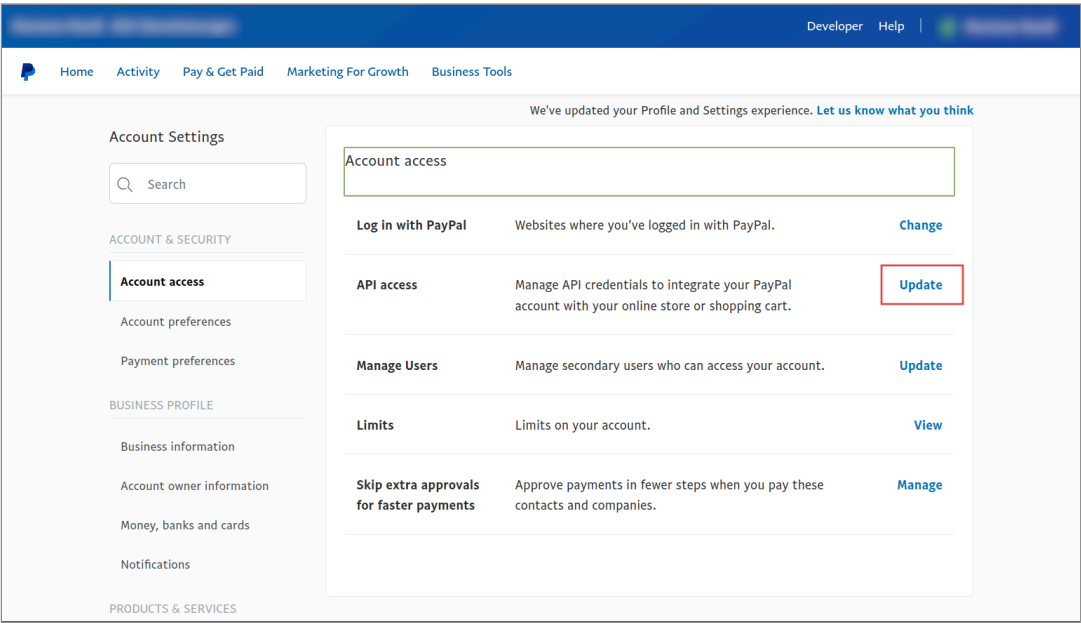 Developer Help
Home Activity Pay & Get Paid Marketing For Growth Business Tools
We've updated your Profile and Settings experience. Let us know what you think
Account Settings
Search
ACCOUNT & SECURITY
Account access
Account preferences
Payment preferences
BUSINESS PROFILE
Business information
Account owner information
Money, banks and cards
Notifications
PRODUCTS & SERVICES
Account access
Log in with PayPal Websites where you've logged in with PayPal. Change
API access Manage API credentials to integrate your PayPal Update
account with your online store or shopping cart.
Manage Users Manage secondary users who can access your account. Update
Limits Limits on your account. View
Skip extra approvals Approve payments in fewer steps when you pay these Manage
for faster payments contacts and companies.